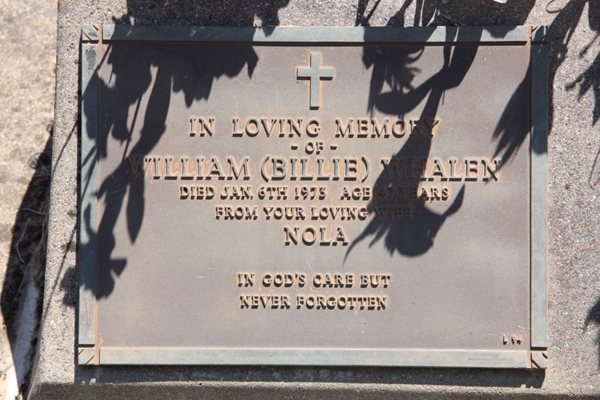 IN LOVING MEMORY
- OF -
WILLIAM (BILLIE) WHALEN
DIED JAN. 6TH 1973 AGE YEARS
FROM YOUR LOVING WIFE
NOLA
IN GOD'S CARE BUT
NEVER FORGOTTEN